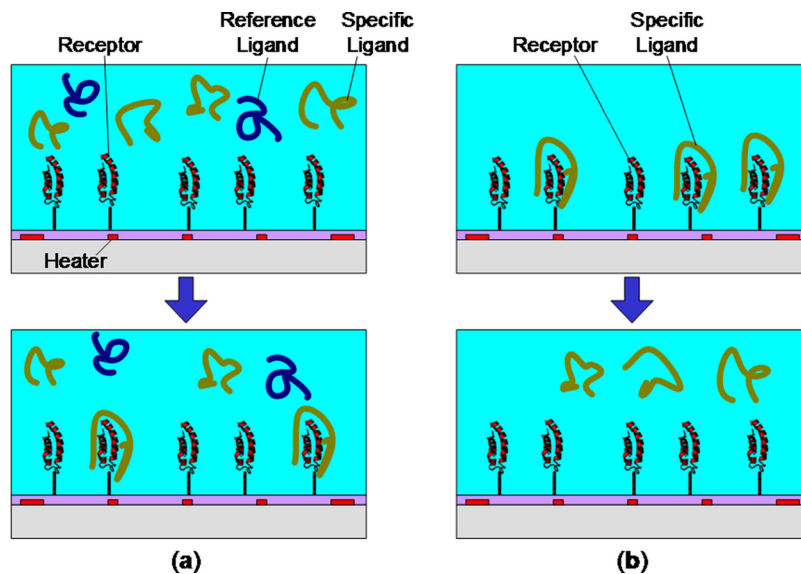 Receptor
Reference
Ligand
Specific
Ligand
Heater
(a)
Receptor
Specific
Ligand
(b)